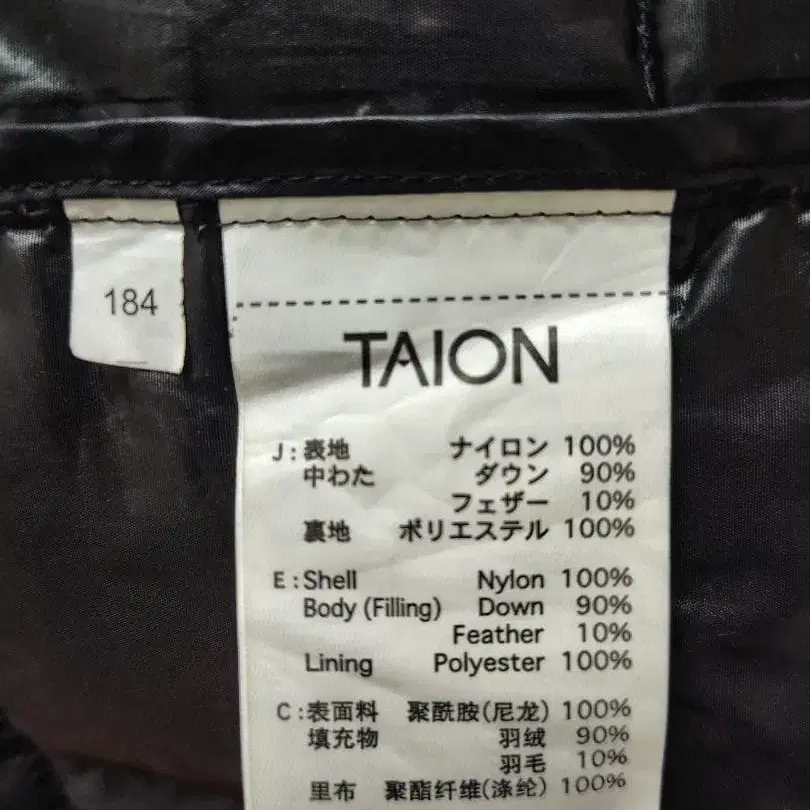 184
TAION
J:表地 ナイロン 100%
中わた ダウン 90%
フェザー 10%
裏地 ポリエステル 100%
E:Shell Nylon 100%
Body (Filling) Down 90%
Feather 10%
Lining Polyester 100%
C:表面料 聚酰胺(尼龙) 100%
填充物 羽绒 90%
羽毛 10%
里布 聚酯纤维(涤纶) 100%